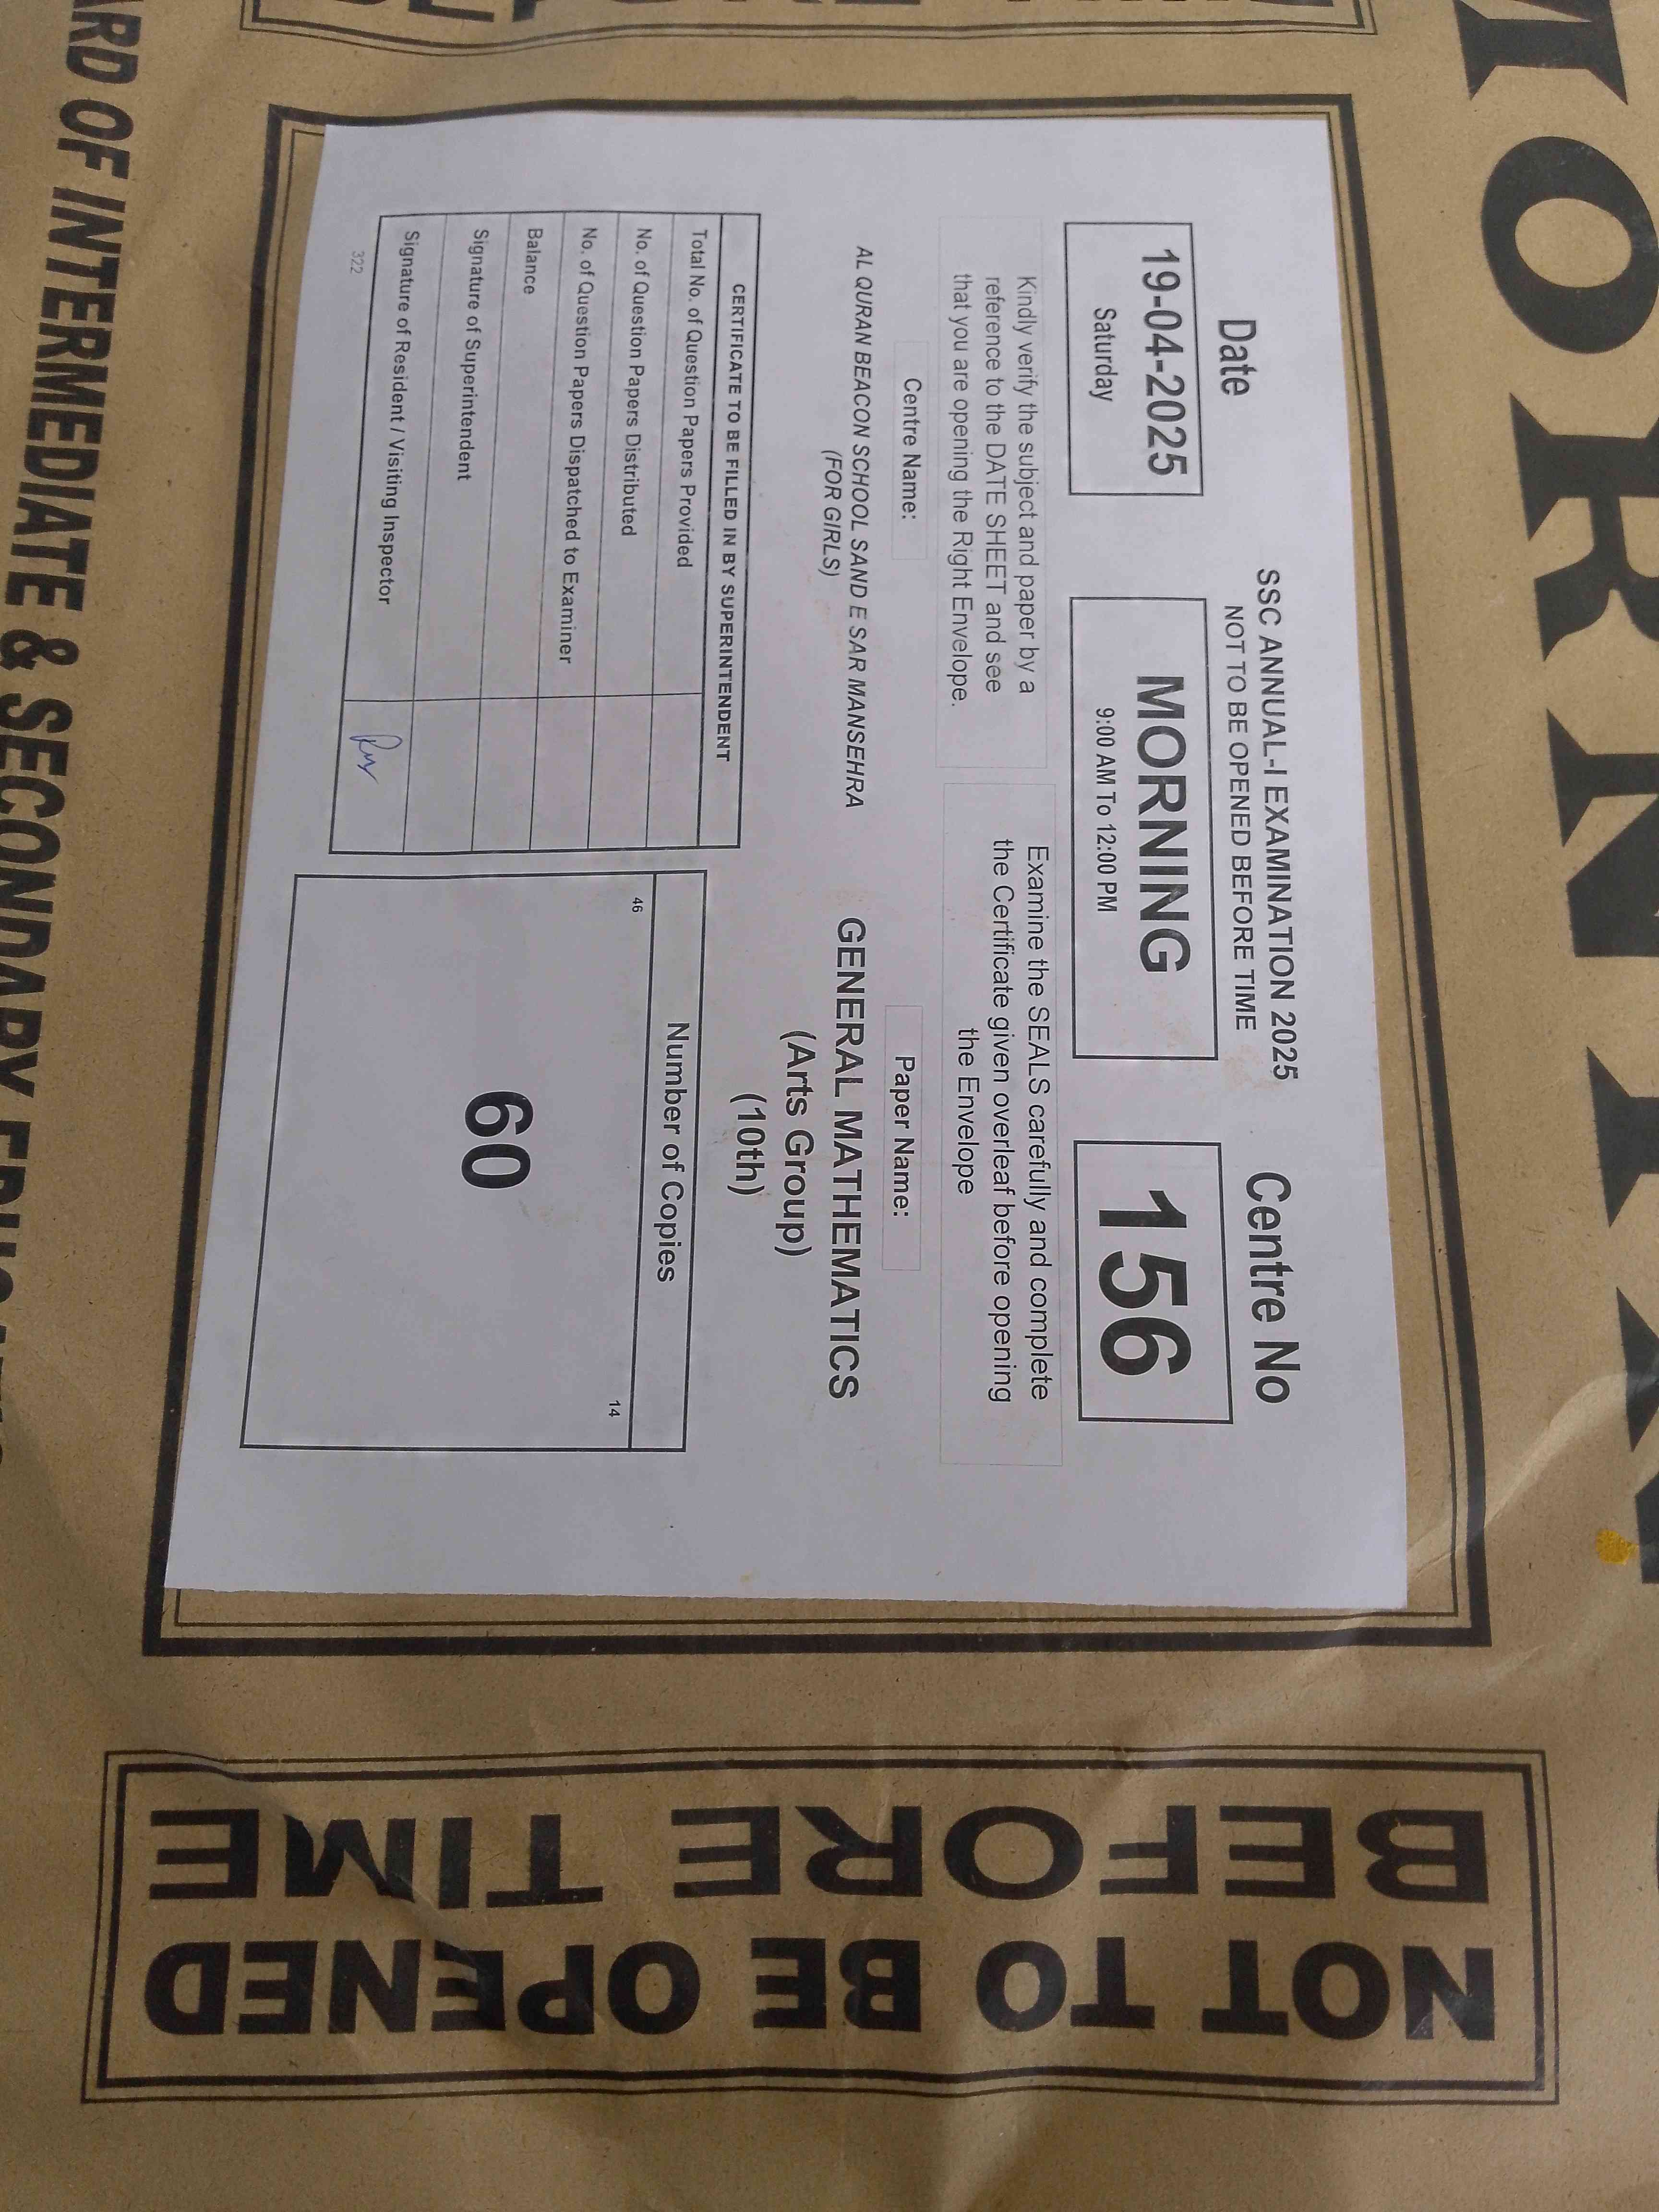 SSC ANNUAL-I EXAMINATION 2025
NOT TO BE OPENED BEFORE TIME
Date
19-04-2025
Saturday
MORNING
9:00 AM To 12:00 PM
Centre No
156
Kindly verify the subject and paper by a
reference to the DATE SHEET and see
that you are opening the Right Envelope.
Examine the SEALS carefully and complete
the Certificate given overleaf before opening
the Envelope
Centre Name:
AL QURAN BEACON SCHOOL SAND E SAR MANSEHRA
(FOR GIRLS)
Paper Name:
GENERAL MATHEMATICS
(Arts Group)
(10th)
CERTIFICATE TO BE FILLED IN BY SUPERINTENDENT
Total No. of Question Papers Provided
No. of Question Papers Distributed
No. of Question Papers Dispatched to Examiner
Balance
Signature of Superintendent
Signature of Resident / Visiting Inspector
322
Number of Copies
46
14
60
OF INTERMEDIATE & SECONDARY
NOT TO BE OPENED
BEFORE TIME